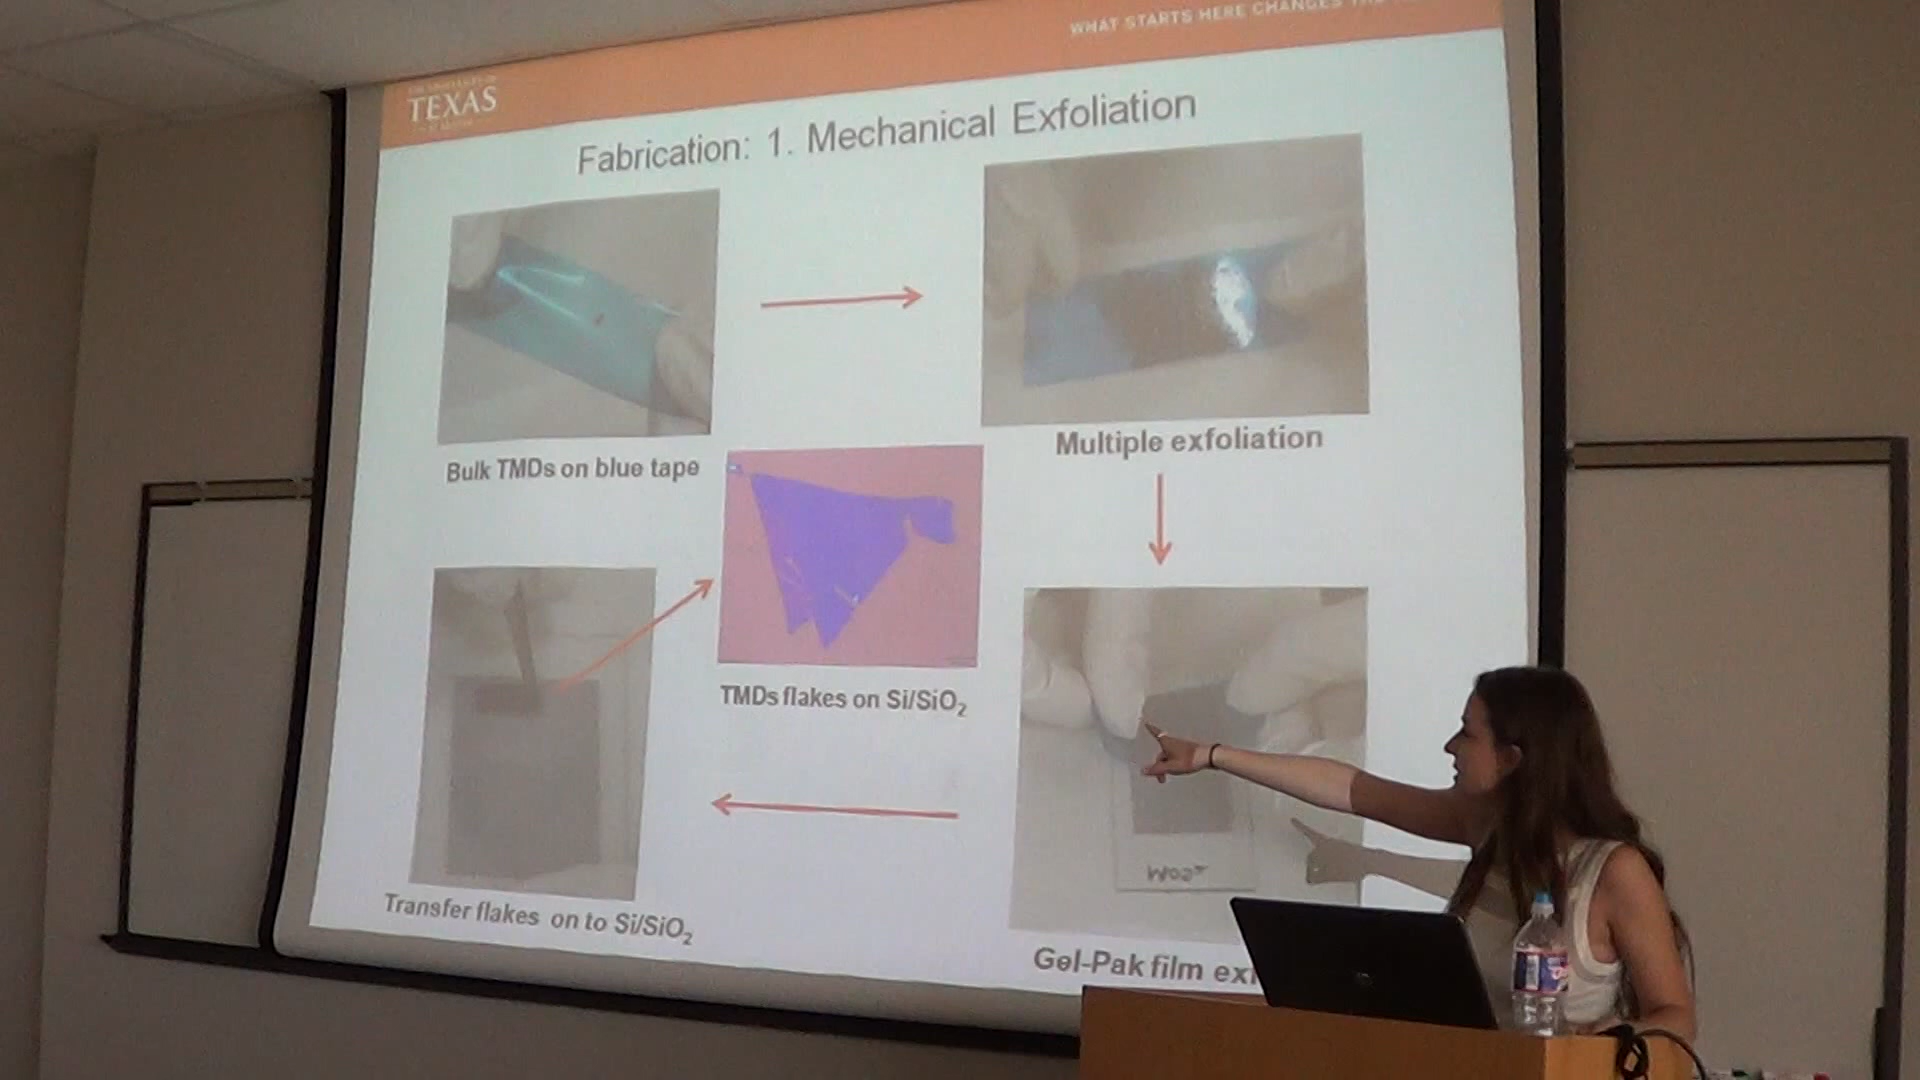 WHAT STARTS HERE CHANGES
TEXAS
Fabrication: 1. Mechanical Exfoliation
Bulk TMDs on blue tape
Multiple exfoliation
TMDs flakes on Si/SiO₂
Transfer flakes on to Si/SiO₂
Gel-Pak film